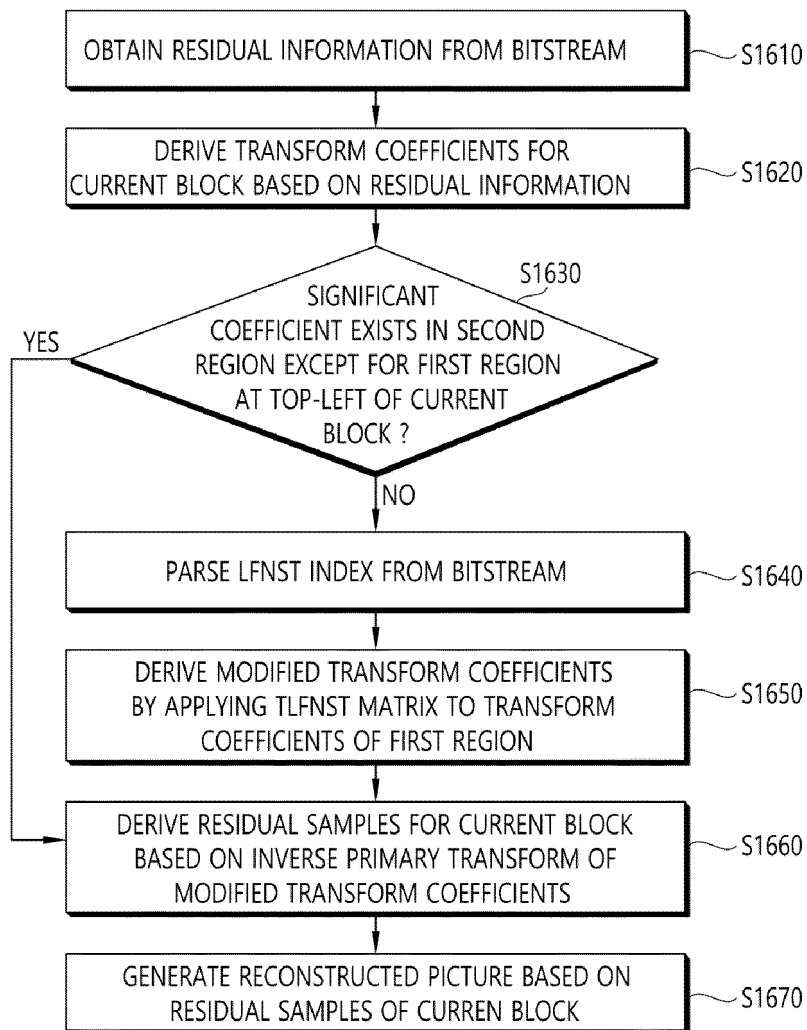 OBTAIN RESIDUAL INFORMATION FROM BITSTREAM
S1610
DERIVE TRANSFORM COEFFICIENTS FOR
CURRENT BLOCK BASED ON RESIDUAL INFORMATION
S1620
S1630
SIGNIFICANT
COEFFICIENT EXISTS IN SECOND
REGION EXCEPT FOR FIRST REGION
AT TOP-LEFT OF CURRENT
BLOCK ?
YES
NO
PARSE LFNST INDEX FROM BITSTREAM
S1640
DERIVE MODIFIED TRANSFORM COEFFICIENTS
BY APPLYING TLFNST MATRIX TO TRANSFORM
COEFFICIENTS OF FIRST REGION
S1650
DERIVE RESIDUAL SAMPLES FOR CURRENT BLOCK
BASED ON INVERSE PRIMARY TRANSFORM OF
MODIFIED TRANSFORM COEFFICIENTS
S1660
GENERATE RECONSTRUCTED PICTURE BASED ON
RESIDUAL SAMPLES OF CURREN BLOCK
S1670